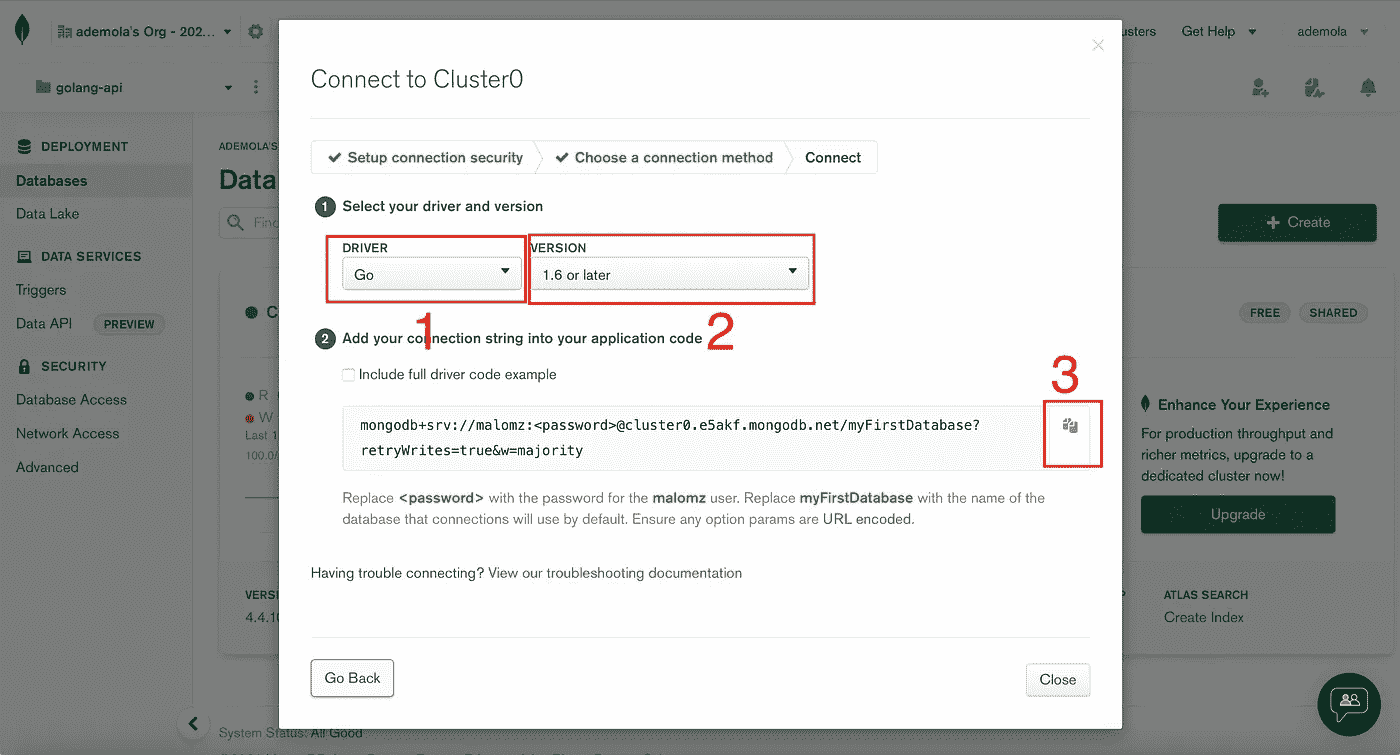 ademola's Org - 202...
usters
Get Help
ademola
golang-api
DEPLOYMENT
Databases
Data Lake
DATA SERVICES
Triggers
Data API
PREVIEW
SECURITY
Database Access
Network Access
Advanced
ADEMOLA'S
Data
Find
+ Create
C
FREE
SHARED
R
W
Last 1
100.0/
Enhance Your Experience
For production throughput and
richer metrics, upgrade to a
dedicated cluster now!
Upgrade
VERSI
4.4.10
ATLAS SEARCH
Create Index
System Status: All Good
Connect to Cluster0
Setup connection security
Choose a connection method
Connect
1 Select your driver and version
DRIVER
VERSION
Go
1.6 or later
1
2
2 Add your connection string into your application code
Include full driver code example
3
mongodb+srv://malomz:<password>@cluster0.e5akf.mongodb.net/myFirstDatabase?
retryWrites=true&w=majority
Replace <password> with the password for the malomz user. Replace myFirstDatabase with the name of the
database that connections will use by default. Ensure any option params are URL encoded.
Having trouble connecting? View our troubleshooting documentation
Go Back
Close